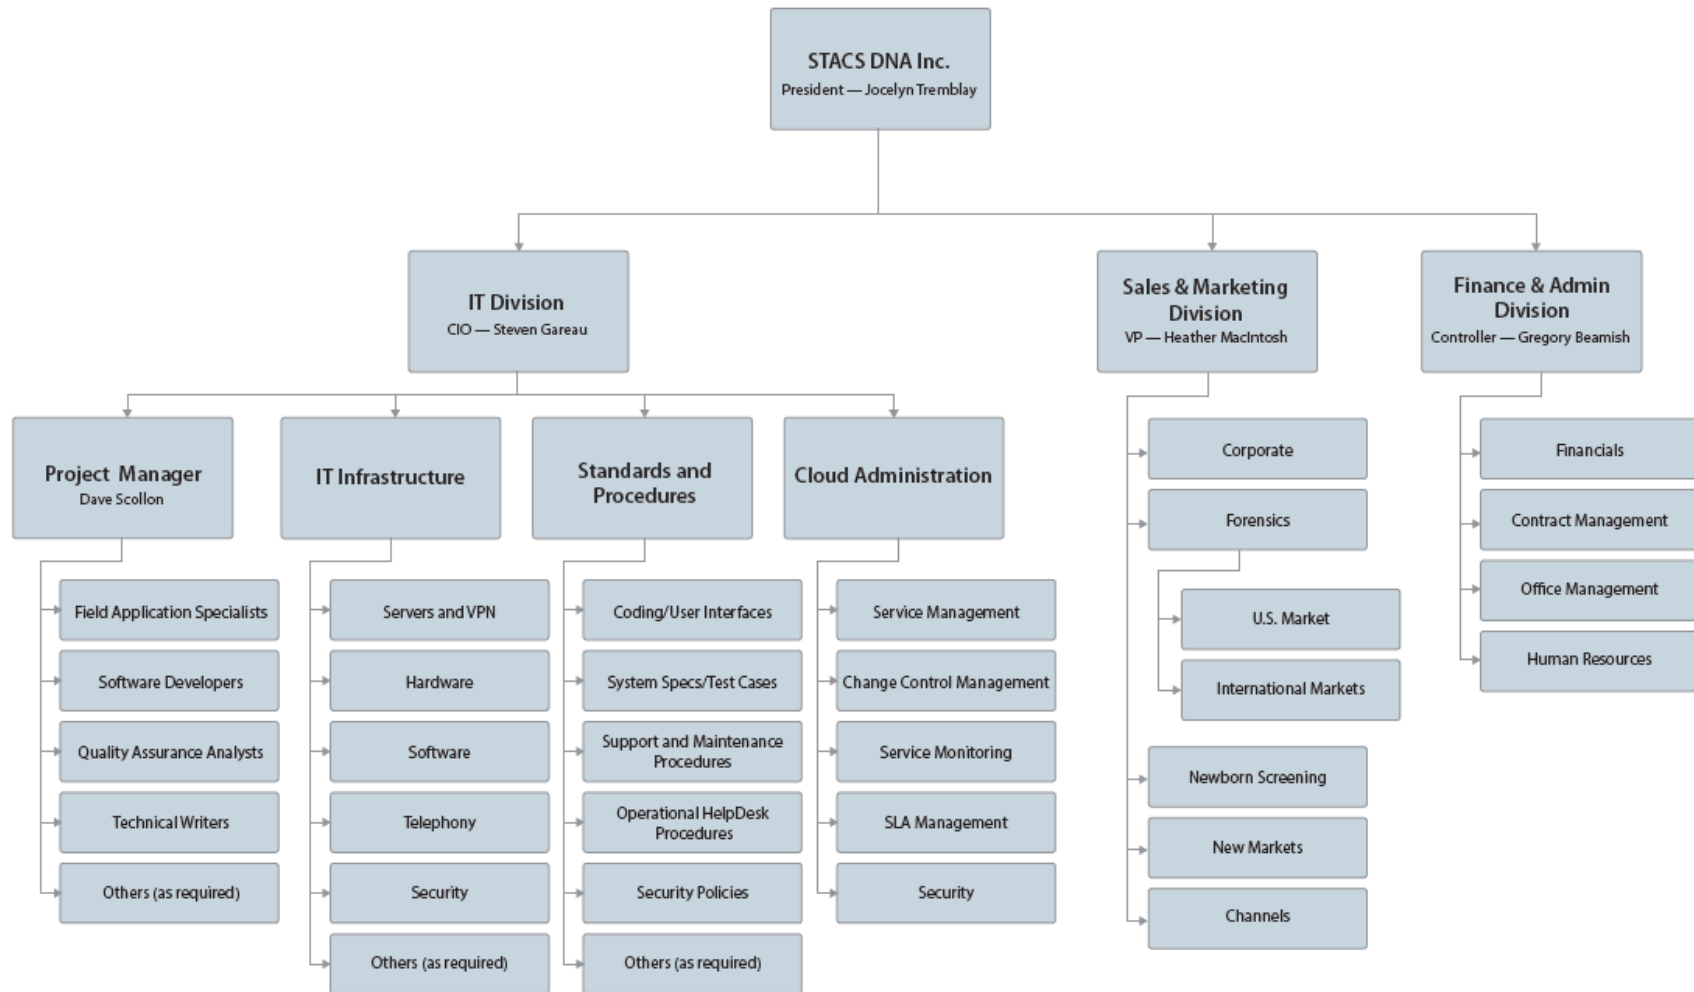 STACS DNA Inc.
President — Jocelyn Tremblay
IT Division
CIO — Steven Gareau
Sales & Marketing
Division
VP — Heather MacIntosh
Finance & Admin
Division
Controller — Gregory Beamish
Project Manager
Dave Scollon
IT Infrastructure
Standards and
Procedures
Cloud Administration
Field Application Specialists
Software Developers
Quality Assurance Analysts
Technical Writers
Others (as required)
Servers and VPN
Hardware
Software
Telephony
Security
Others (as required)
Coding/User Interfaces
System Specs/Test Cases
Support and Maintenance
Procedures
Operational HelpDesk
Procedures
Security Policies
Others (as required)
Service Management
Change Control Management
Service Monitoring
SLA Management
Security
Corporate
Forensics
U.S. Market
International Markets
Newborn Screening
New Markets
Channels
Financials
Contract Management
Office Management
Human Resources